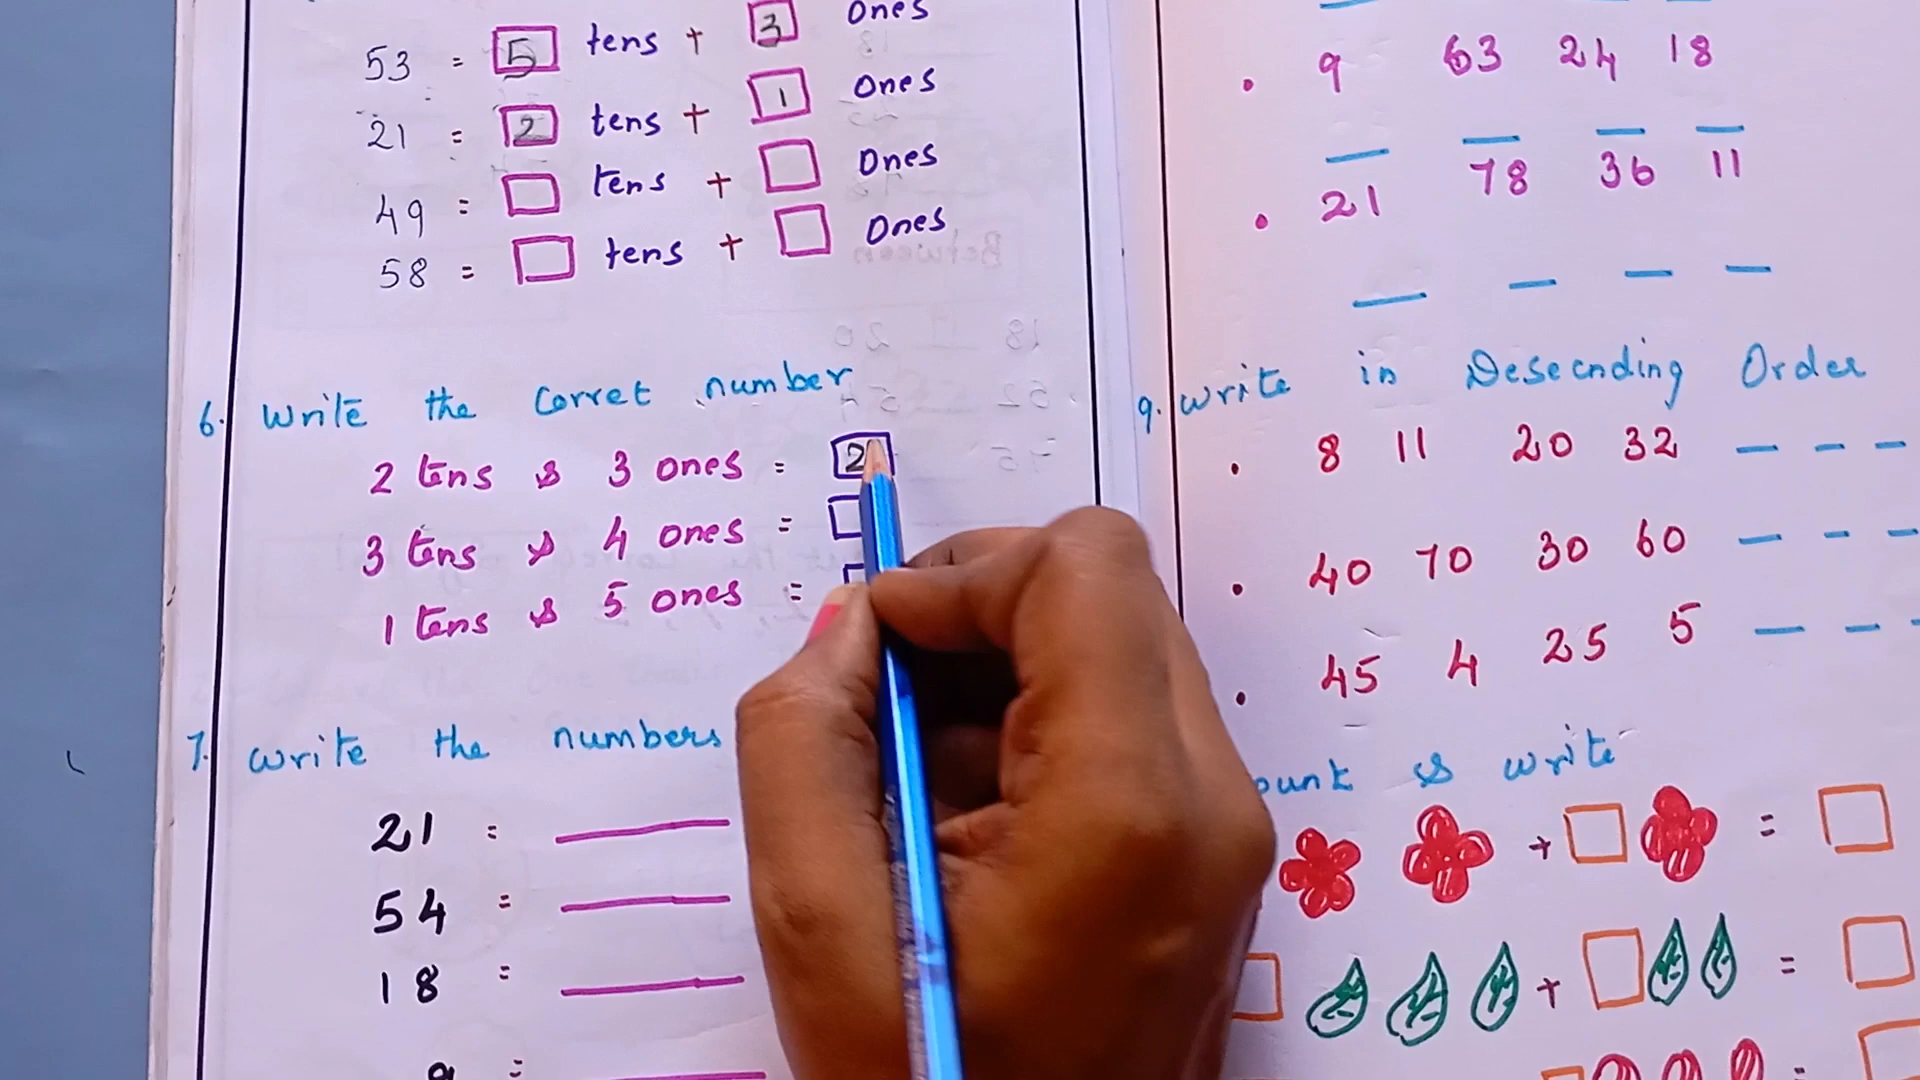 53 = 5 tens + 3 Ones
21 = 2 tens + 1 Ones
49 = tens + Ones
58 = tens + Ones
6. Write the Corret number
2 tens & 3 ones = 2
3 tens & 4 ones =
1 tens & 5 ones =
7. Write the numbers
21 =
54 =
18 =
9 =
. 9 63 24 18
. 21 78 36 11
9. Write in Desecnding Order
. 8 11 20 32
. 40 70 30 60
. 45 4 25 5
ount & write
+ =
+ =